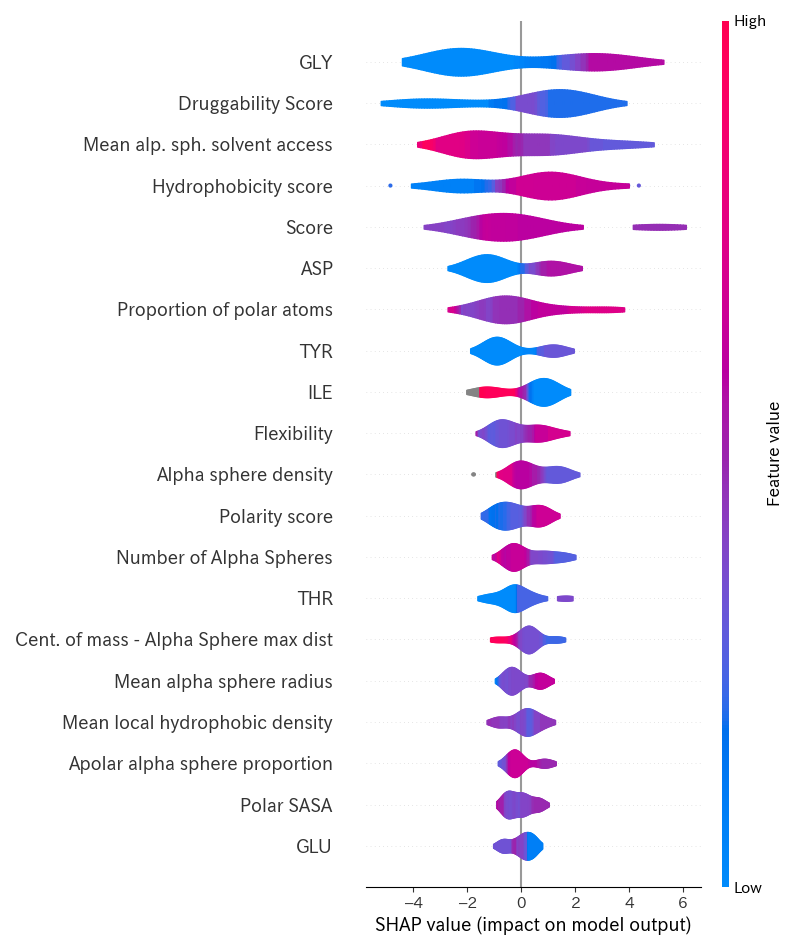 High
GLY
Druggability Score
Mean alp. sph. solvent access
Hydrophobicity score
Score
ASP
Proportion of polar atoms
TYR
ILE
Flexibility
Alpha sphere density
Polarity score
Number of Alpha Spheres
THR
Cent. of mass - Alpha Sphere max dist
Mean alpha sphere radius
Mean local hydrophobic density
Apolar alpha sphere proportion
Polar SASA
GLU
Feature value
Low
−4 −2 0 2 4 6
SHAP value (impact on model output)